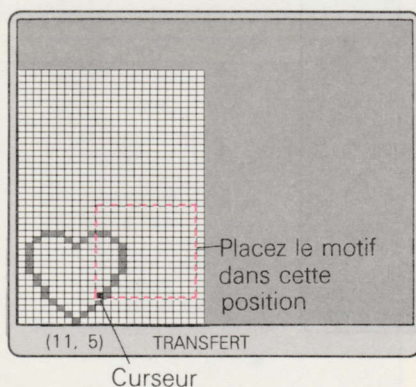 Placez le motif
dans cette
position
(11, 5) TRANSFERT
Curseur